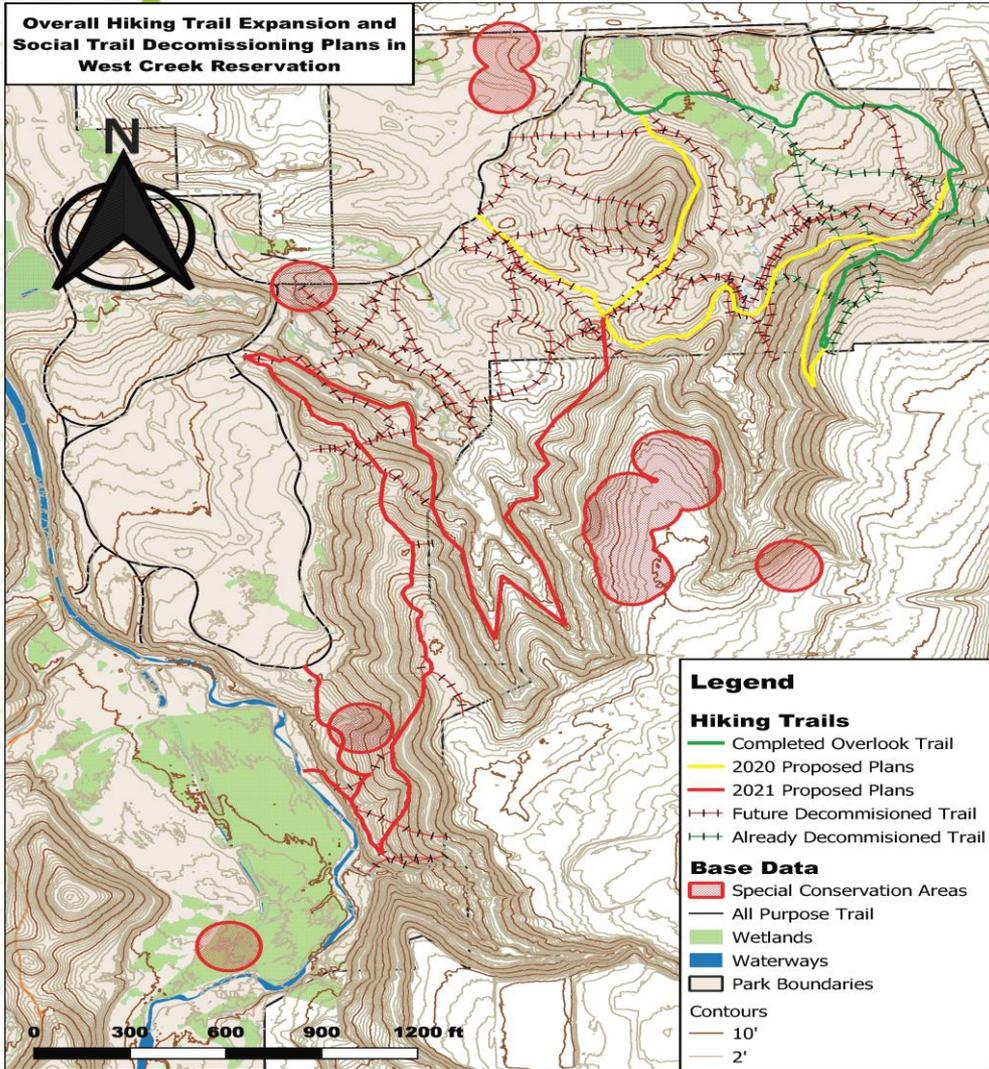 Overall Hiking Trail Expansion and
Social Trail Decomissioning Plans in
West Creek Reservation
N
Legend
Hiking Trails
Completed Overlook Trail
2020 Proposed Plans
2021 Proposed Plans
Future Decommisioned Trail
Already Decommisioned Trail
Base Data
Special Conservation Areas
All Purpose Trail
Wetlands
Waterways
Park Boundaries
Contours
10'
2'
0 300 600 900 1200 ft